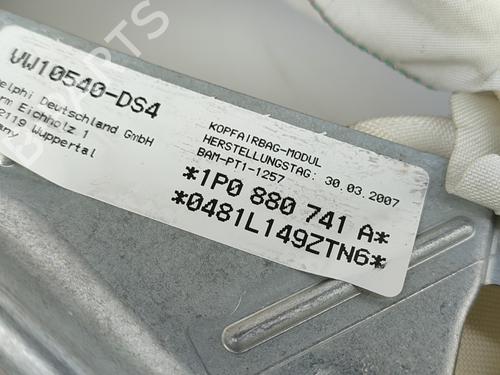 VW10540-DS4
elphi Deutschland GmbH
rm Eichholz 1
2119 Wuppertal
any
KOPFAIRBAG-MODUL
HERSTELLUNGSTAG: 30.03.2007
BAM-PT1-1257
*1P0 880 741 A*
*0481L149ZTN6*
PARTS